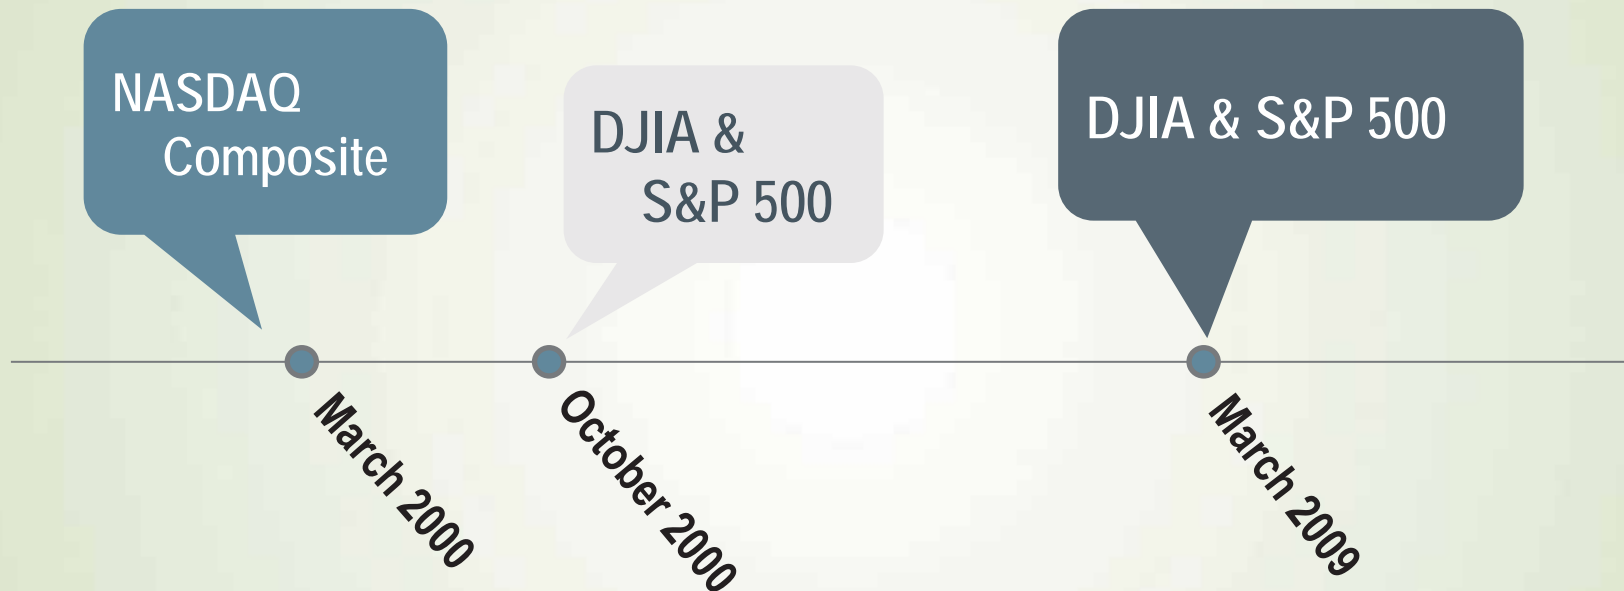 NASDAQ
Composite
DJIA &
S&P 500
DJIA & S&P 500
March 2000
October 2000
March 2009